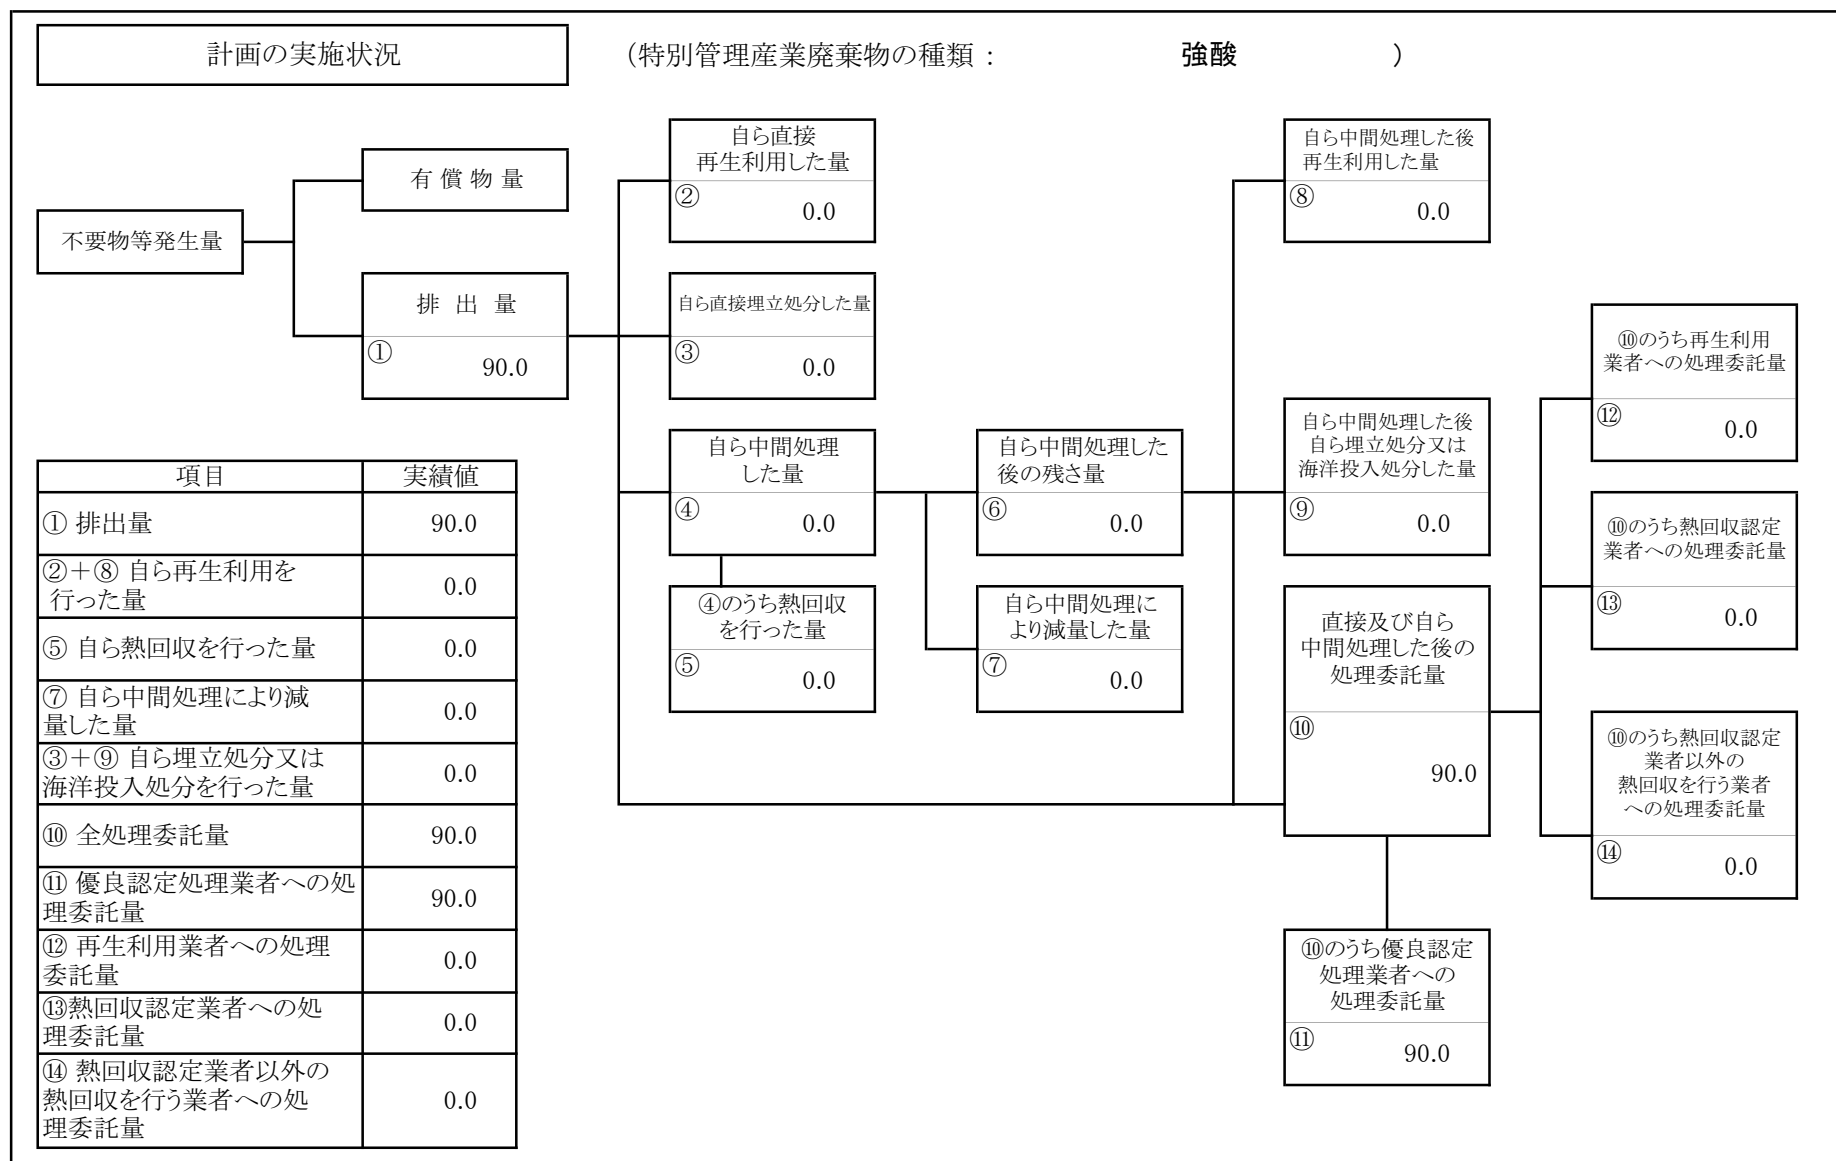 計画の実施状況
（特別管理産業廃棄物の種類： 強酸 ）
不要物等発生量
有償物量
排出量
① 90.0
自ら直接
再生利用した量
② 0.0
自ら直接埋立処分した量
③ 0.0
自ら中間処理
した量
④ 0.0
④のうち熱回収
を行った量
⑤ 0.0
自ら中間処理した
後の残さ量
⑥ 0.0
自ら中間処理に
より減量した量
⑦ 0.0
自ら中間処理した後
再生利用した量
⑧ 0.0
自ら中間処理した後
自ら埋立処分又は
海洋投入処分した量
⑨ 0.0
直接及び自ら
中間処理した後の
処理委託量
⑩
90.0
⑩のうち優良認定
処理業者への
処理委託量
⑪ 90.0
⑩のうち再生利用
業者への処理委託量
⑫ 0.0
⑩のうち熱回収認定
業者への処理委託量
⑬ 0.0
⑩のうち熱回収認定
業者以外の
熱回収を行う業者
への処理委託量
⑭ 0.0
項目 実績値
① 排出量 90.0
②＋⑧ 自ら再生利用を
行った量 0.0
⑤ 自ら熱回収を行った量 0.0
⑦ 自ら中間処理により減
量した量 0.0
③＋⑨ 自ら埋立処分又は
海洋投入処分を行った量 0.0
⑩ 全処理委託量 90.0
⑪ 優良認定処理業者への処
理委託量 90.0
⑫ 再生利用業者への処理
委託量 0.0
⑬熱回収認定業者への処
理委託量 0.0
⑭ 熱回収認定業者以外の
熱回収を行う業者への処
理委託量 0.0